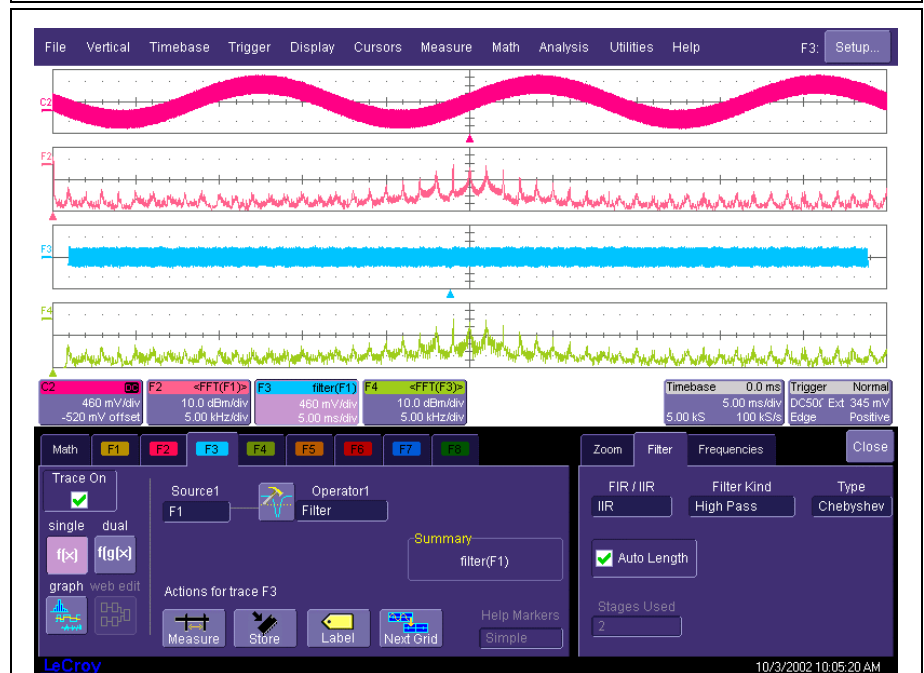 File Vertical Timebase Trigger Display Cursors Measure Math Analysis Utilities Help F3: Setup...
C2
F2
F3
F4
C2 DC F2 <FFT(F1)> F3 filter(F1) F4 <FFT(F3)> Timebase 0.0 ms Trigger Normal
460 mV/div 10.0 dBm/div 460 mV/div 10.0 dBm/div 5.00 ms/div Ext 345 mV
-520 mV offset 5.00 kHz/div 5.00 ms/div 5.00 kHz/div 5.00 kS 100 kS/s Edge Positive
Math F1 F2 F3 F4 F5 F6 F7 F8 Zoom Filter Frequencies Close
Trace On
Source1 Operator1
F1 Filter
single dual
f(x) f(g(x))
Summary
filter(F1)
graph web edit
Actions for trace F3
Measure Store Label Next Grid
Help Markers
Simple
FIR / IIR Filter Kind Type
IIR High Pass Chebyshev
Auto Length
Stages Used
2
LeCroy 10/3/2002 10:05:20 AM